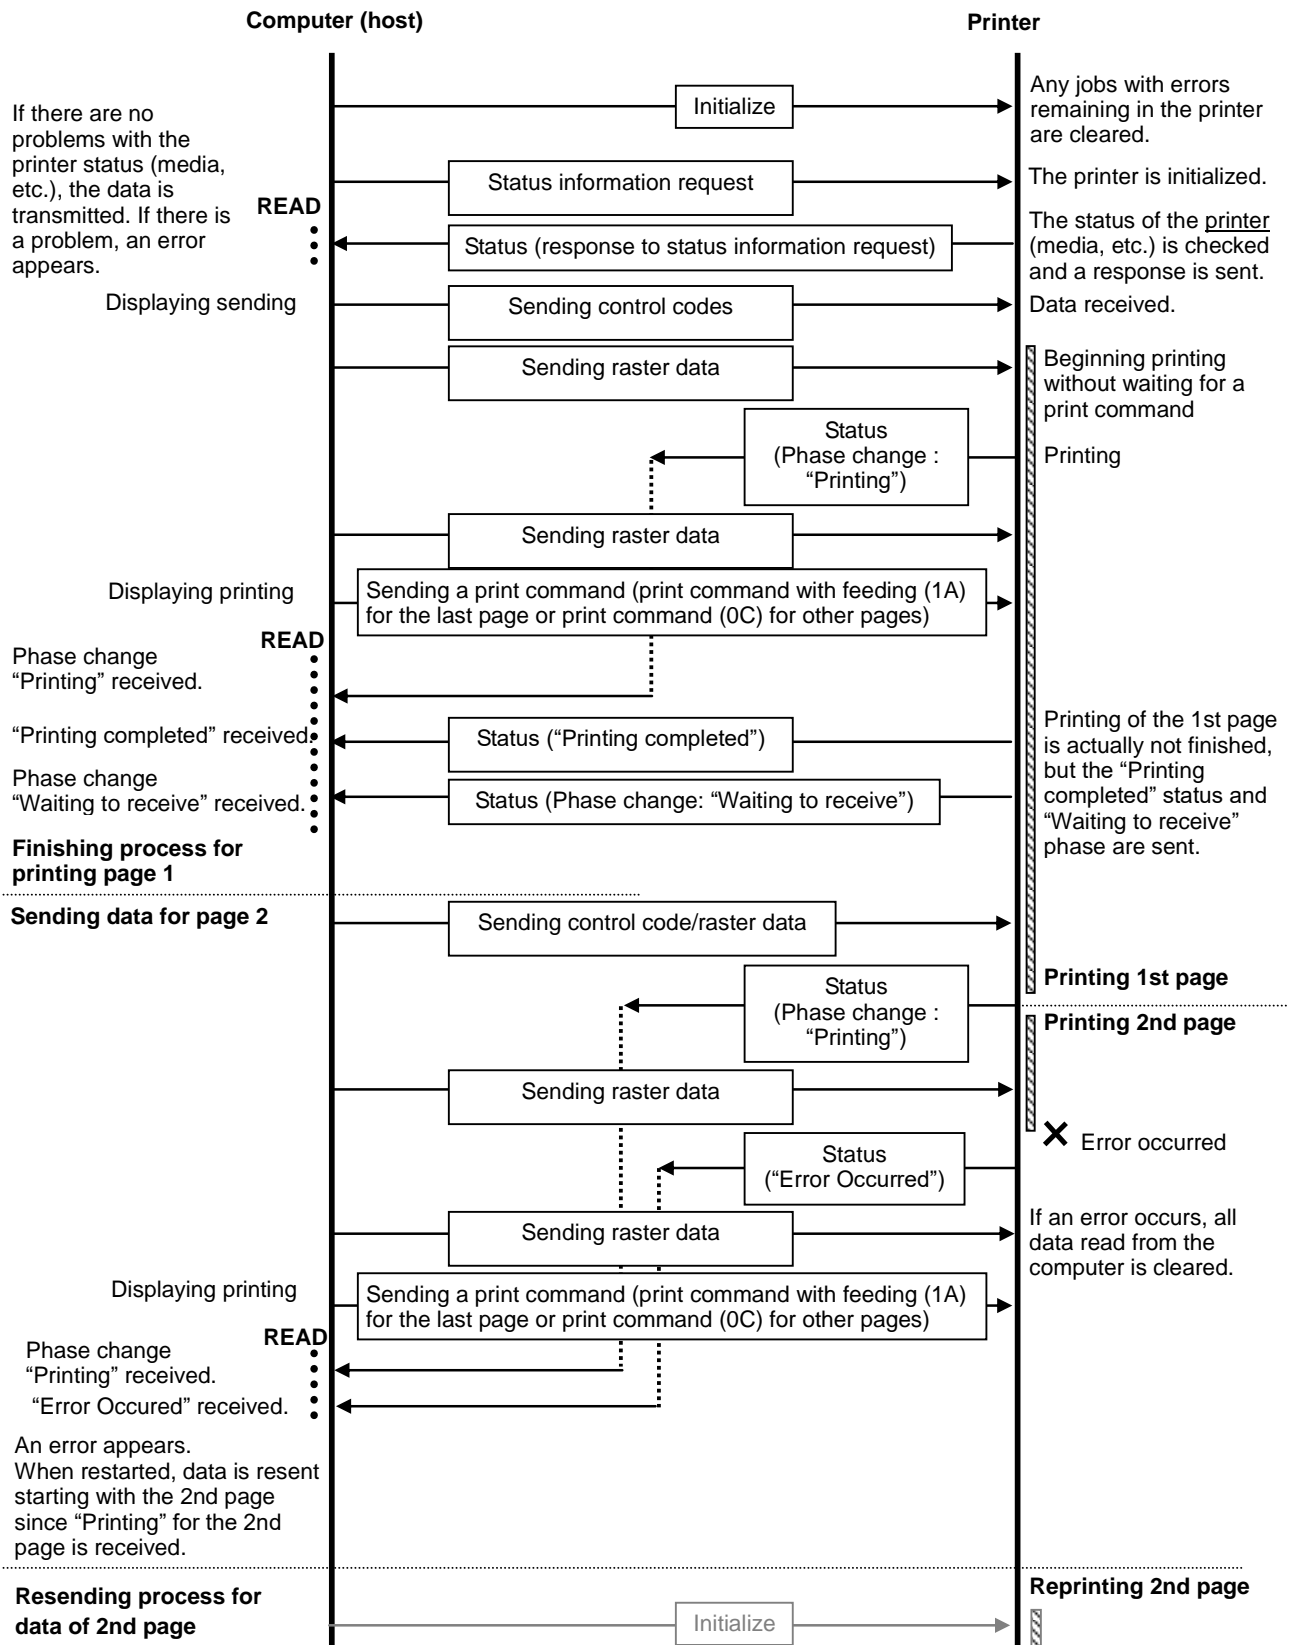 Computer (host)
Printer
Initialize
Any jobs with errors
remaining in the printer
are cleared.
If there are no
problems with the
printer status (media,
etc.), the data is
transmitted. If there is
a problem, an error
appears.
Status information request
The printer is initialized.
READ
Status (response to status information request)
The status of the printer
(media, etc.) is checked
and a response is sent.
Displaying sending
Sending control codes
Data received.
Sending raster data
Beginning printing
without waiting for a
print command
Status
(Phase change :
“Printing”)
Printing
Sending raster data
Displaying printing
Sending a print command (print command with feeding (1A)
for the last page or print command (0C) for other pages)
READ
Phase change
“Printing” received.
“Printing completed” received.
Status (“Printing completed”)
Printing of the 1st page
is actually not finished,
but the “Printing
completed” status and
“Waiting to receive”
phase are sent.
Phase change
“Waiting to receive” received.
Status (Phase change: “Waiting to receive”)
Finishing process for
printing page 1
Sending data for page 2
Sending control code/raster data
Printing 1st page
Status
(Phase change :
“Printing”)
Printing 2nd page
Sending raster data
Error occurred
Status
(“Error Occurred”)
Sending raster data
If an error occurs, all
data read from the
computer is cleared.
Displaying printing
Sending a print command (print command with feeding (1A)
for the last page or print command (0C) for other pages)
READ
Phase change
“Printing” received.
“Error Occured” received.
An error appears.
When restarted, data is resent
starting with the 2nd page
since “Printing” for the 2nd
page is received.
Resending process for
data of 2nd page
Initialize
Reprinting 2nd page